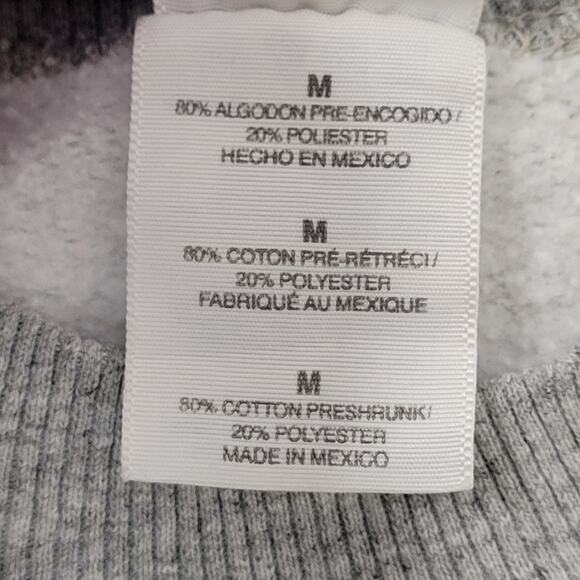 M
80% ALGODON PRE-ENCOGIDO/
20% POLIESTER
HECHO EN MEXICO
M
80% COTON PRÉ-RÉTRÉCI/
20% POLYESTER
FABRIQUÉ AU MEXIQUE
M
80% COTTON PRESHRUNK/
20% POLYESTER
MADE IN MEXICO